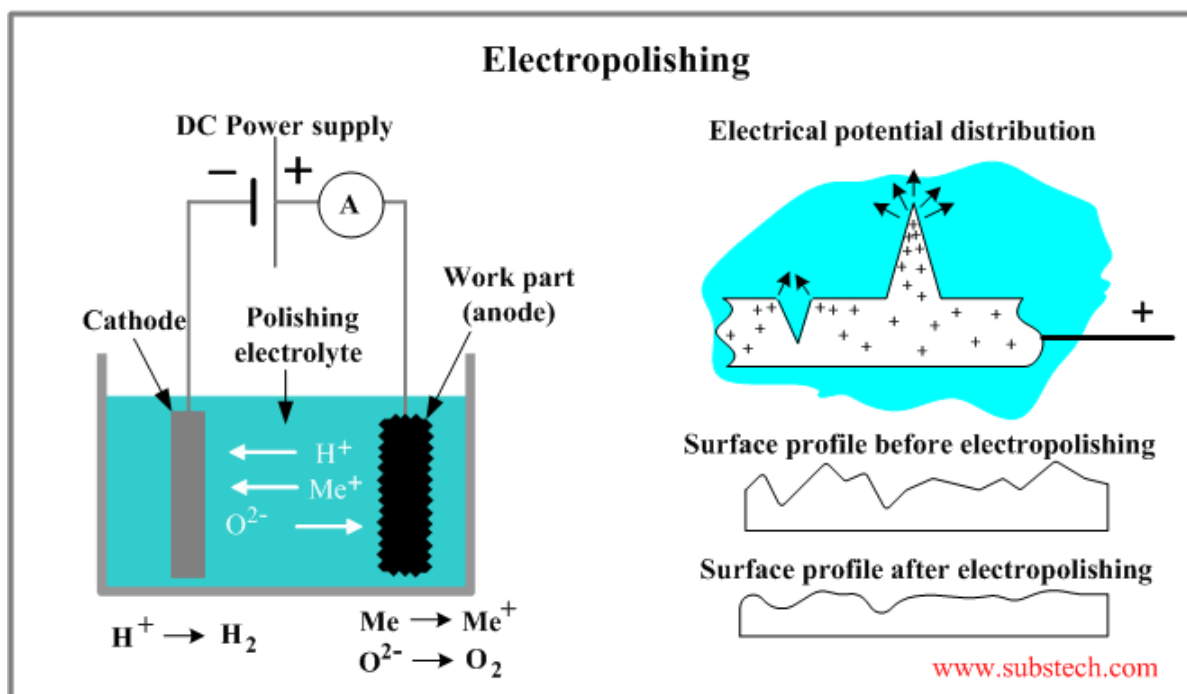 Electropolishing
DC Power supply
− +
A
Cathode
Polishing
electrolyte
Work part
(anode)
H⁺
Me⁺
O²⁻
H⁺ → H₂
Me → Me⁺
O²⁻ → O₂
Electrical potential distribution
+ + + + + + + + + + + + + + + + + + + + + + + + + + +
+
Surface profile before electropolishing
Surface profile after electropolishing
www.substech.com